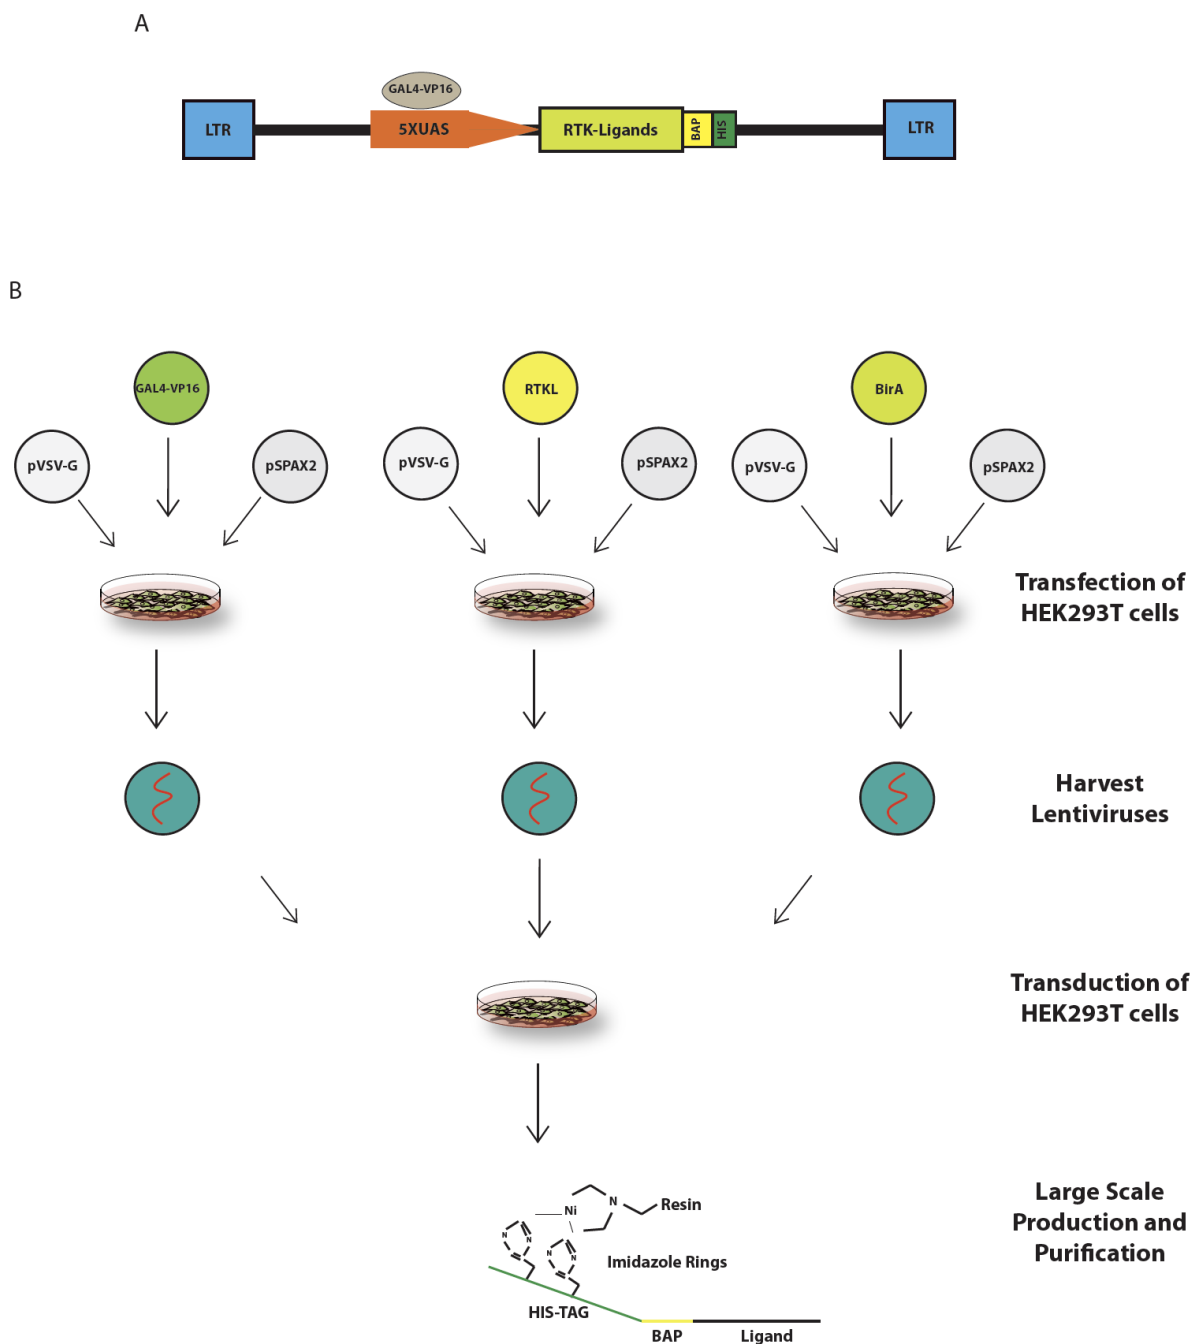 A
GAL4-VP16
LTR
5XUAS
RTK-Ligands
BAP
HIS
LTR
B
GAL4-VP16
RTKL
BirA
pVSV-G
pSPAX2
pVSV-G
pSPAX2
pVSV-G
pSPAX2
Transfection of
HEK293T cells
Harvest
Lentiviruses
Transduction of
HEK293T cells
Large Scale
Production and
Purification
N
Ni
Resin
N
N
N
N
Imidazole Rings
HIS-TAG
BAP
Ligand